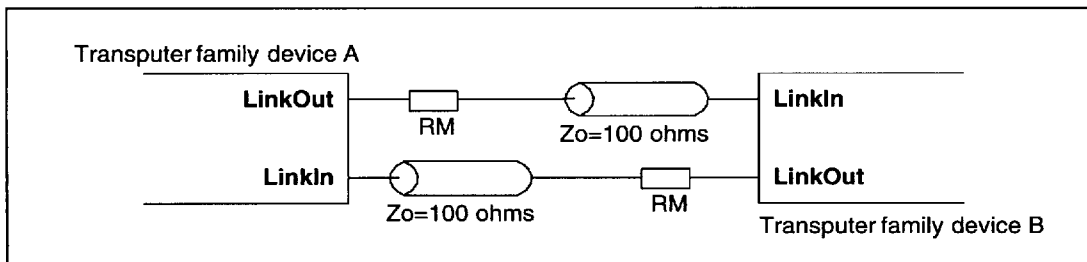 Transputer family device A
LinkOut
RM
Zo=100 ohms
LinkIn
LinkIn
Zo=100 ohms
RM
LinkOut
Transputer family device B